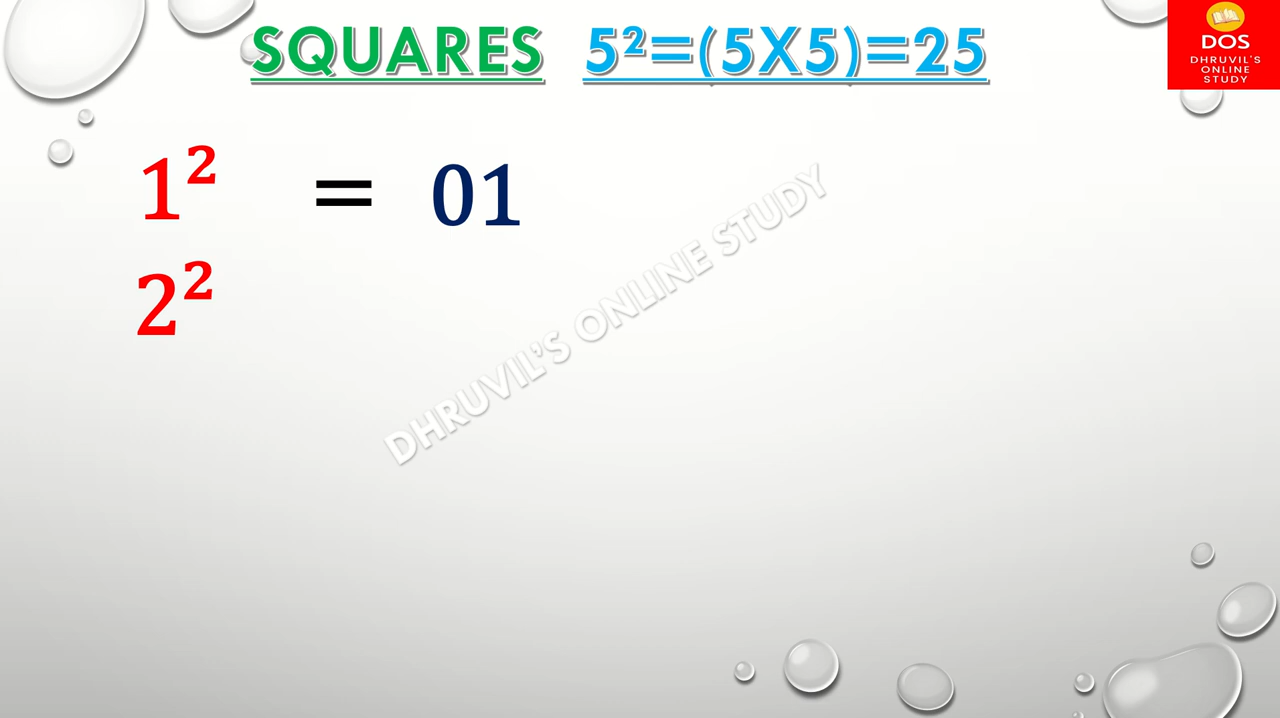 SQUARES 5²=(5X5)=25
DOS
DHRUVIL'S
ONLINE
STUDY
1² = 01
2²
DHRUVIL'S ONLINE STUDY